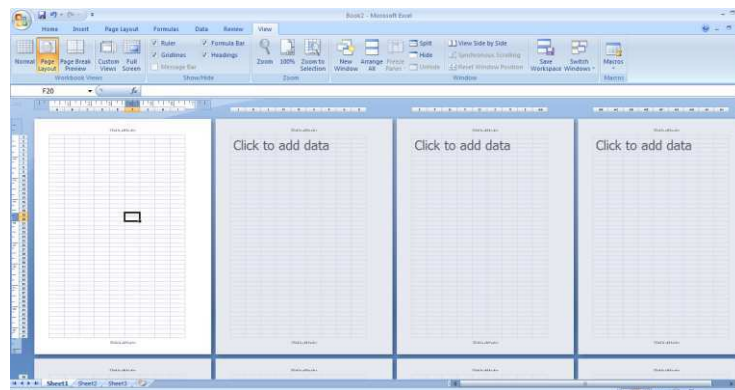 Book2 - Microsoft Excel
Home Insert Page Layout Formulas Data Review View
Normal Page Layout Page Break Preview Custom Views Full Screen
Ruler Formula Bar
Gridlines Headings
Message Bar
Zoom 100% Zoom to Selection
New Window Arrange All Freeze Panes
Split View Side by Side
Hide Synchronous Scrolling
Unhide Reset Window Position
Save Workspace Switch Windows Macros
Workbook Views Show/Hide Zoom Window Macros
F20 fx
Click to add data Click to add data Click to add data
Sheet1 Sheet2 Sheet3